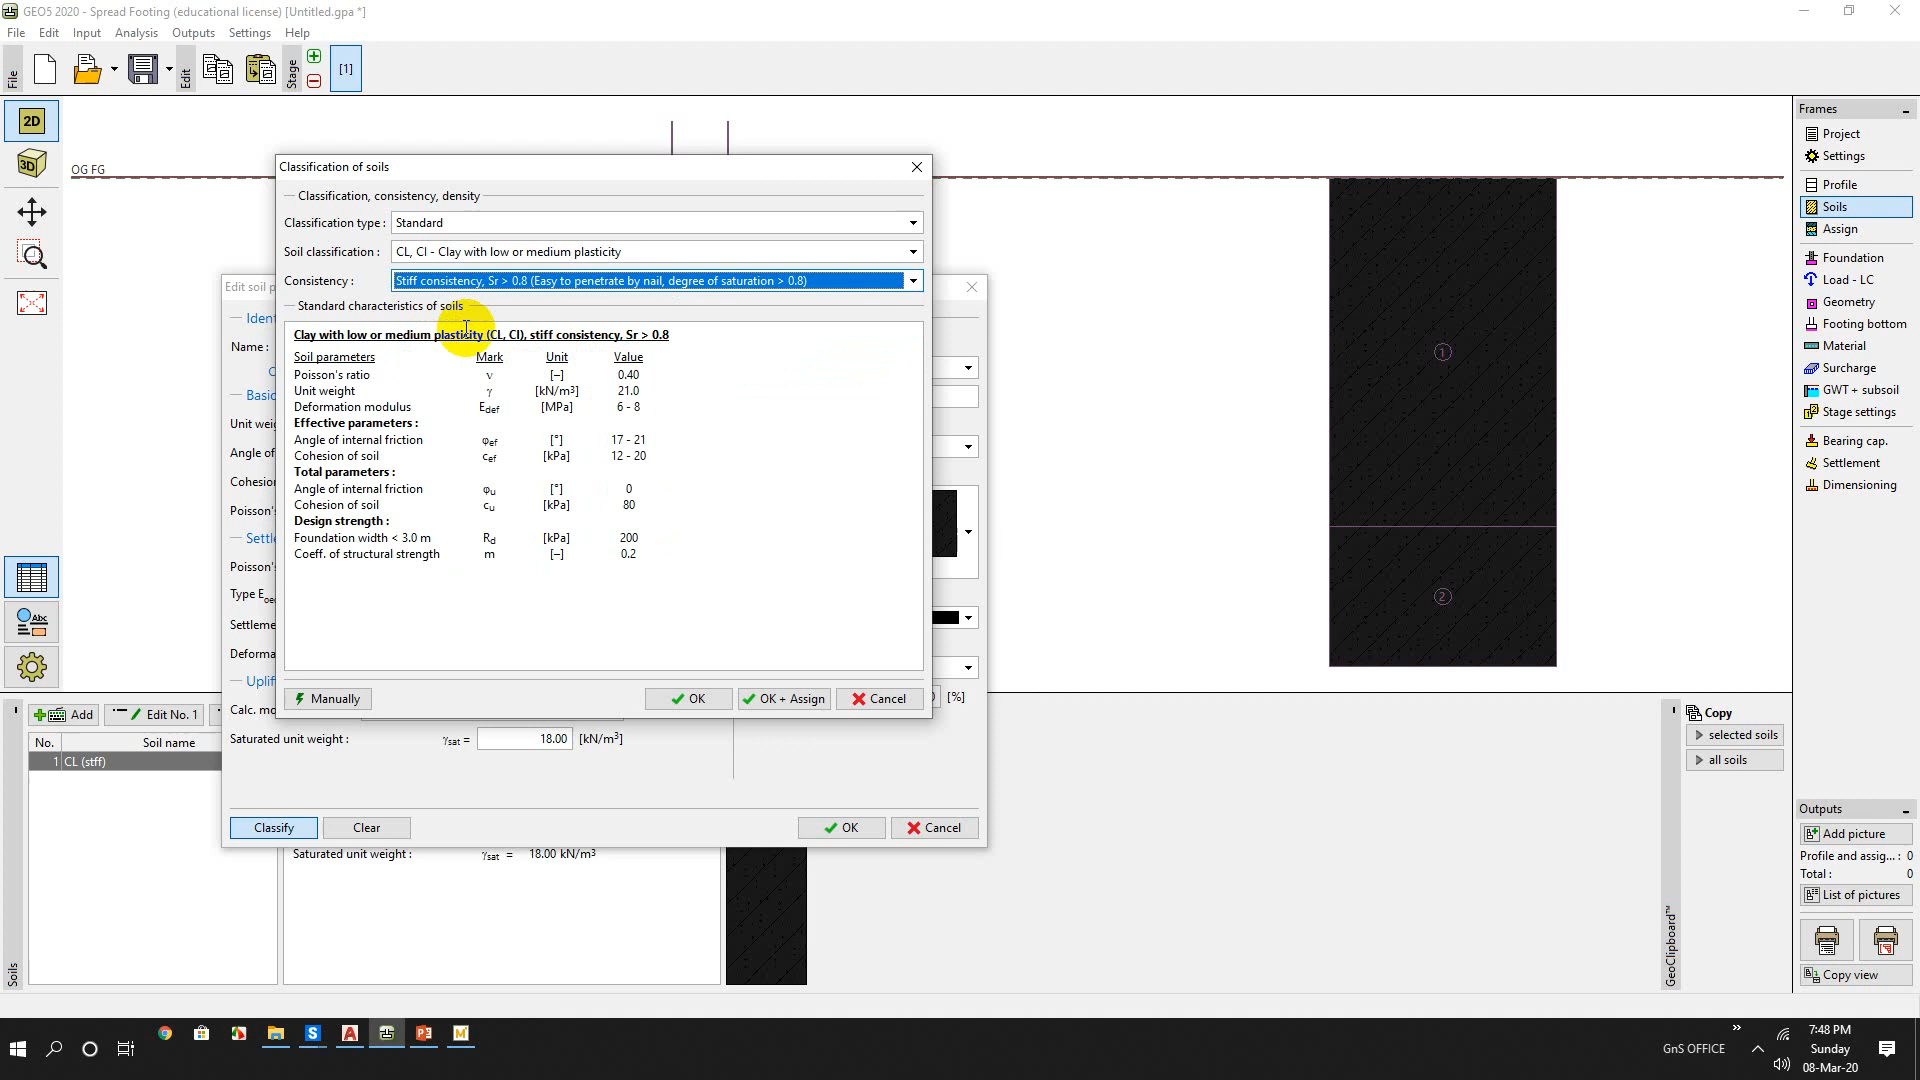 GEO5 2020 - Spread Footing (educational license) [Untitled.gpa *]
File Edit Input Analysis Outputs Settings Help
File Edit Stage [1]
2D
3D
OG FG
Classification of soils
Classification, consistency, density
Classification type : Standard
Soil classification : CL, CI - Clay with low or medium plasticity
Consistency : Stiff consistency, Sr > 0.8 (Easy to penetrate by nail, degree of saturation > 0.8)
Standard characteristics of soils
Clay with low or medium plasticity (CL, CI), stiff consistency, Sr > 0.8
Soil parameters Mark Unit Value
Poisson's ratio ν [–] 0.40
Unit weight γ [kN/m³] 21.0
Deformation modulus Edef [MPa] 6 - 8
Effective parameters :
Angle of internal friction φef [°] 17 - 21
Cohesion of soil cef [kPa] 12 - 20
Total parameters :
Angle of internal friction φu [°] 0
Cohesion of soil cu [kPa] 80
Design strength :
Foundation width < 3.0 m Rd [kPa] 200
Coeff. of structural strength m [–] 0.2
Manually OK OK + Assign Cancel
Edit soil p
Ident
Name :
Basic
Unit wei
Angle of
Cohesion
Poisson'
Settle
Poisson'
Type Eoed
Settleme
Deforma
Uplif
Calc. mo
[%]
Saturated unit weight : γsat = 18.00 [kN/m³]
Classify Clear OK Cancel
1
2
Add Edit No. 1
No. Soil name
1 CL (stff)
Saturated unit weight : γsat = 18.00 kN/m³
Soils
Frames
Project
Settings
Profile
Soils
Assign
Foundation
Load - LC
Geometry
Footing bottom
Material
Surcharge
GWT + subsoil
Stage settings
Bearing cap.
Settlement
Dimensioning
Copy
selected soils
all soils
GeoClipboard™
Outputs
Add picture
Profile and assig... : 0
Total : 0
List of pictures
Copy view
GnS OFFICE
7:48 PM
Sunday
08-Mar-20